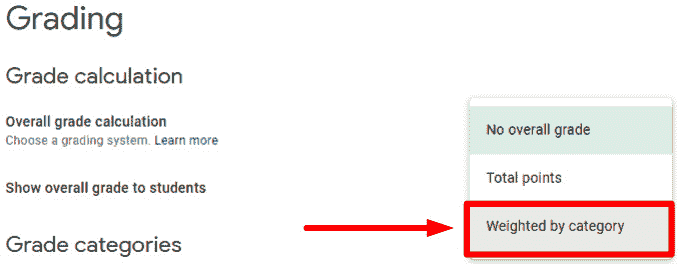 Grading
Grade calculation
Overall grade calculation
Choose a grading system. Learn more
Show overall grade to students
Grade categories
No overall grade
Total points
Weighted by category